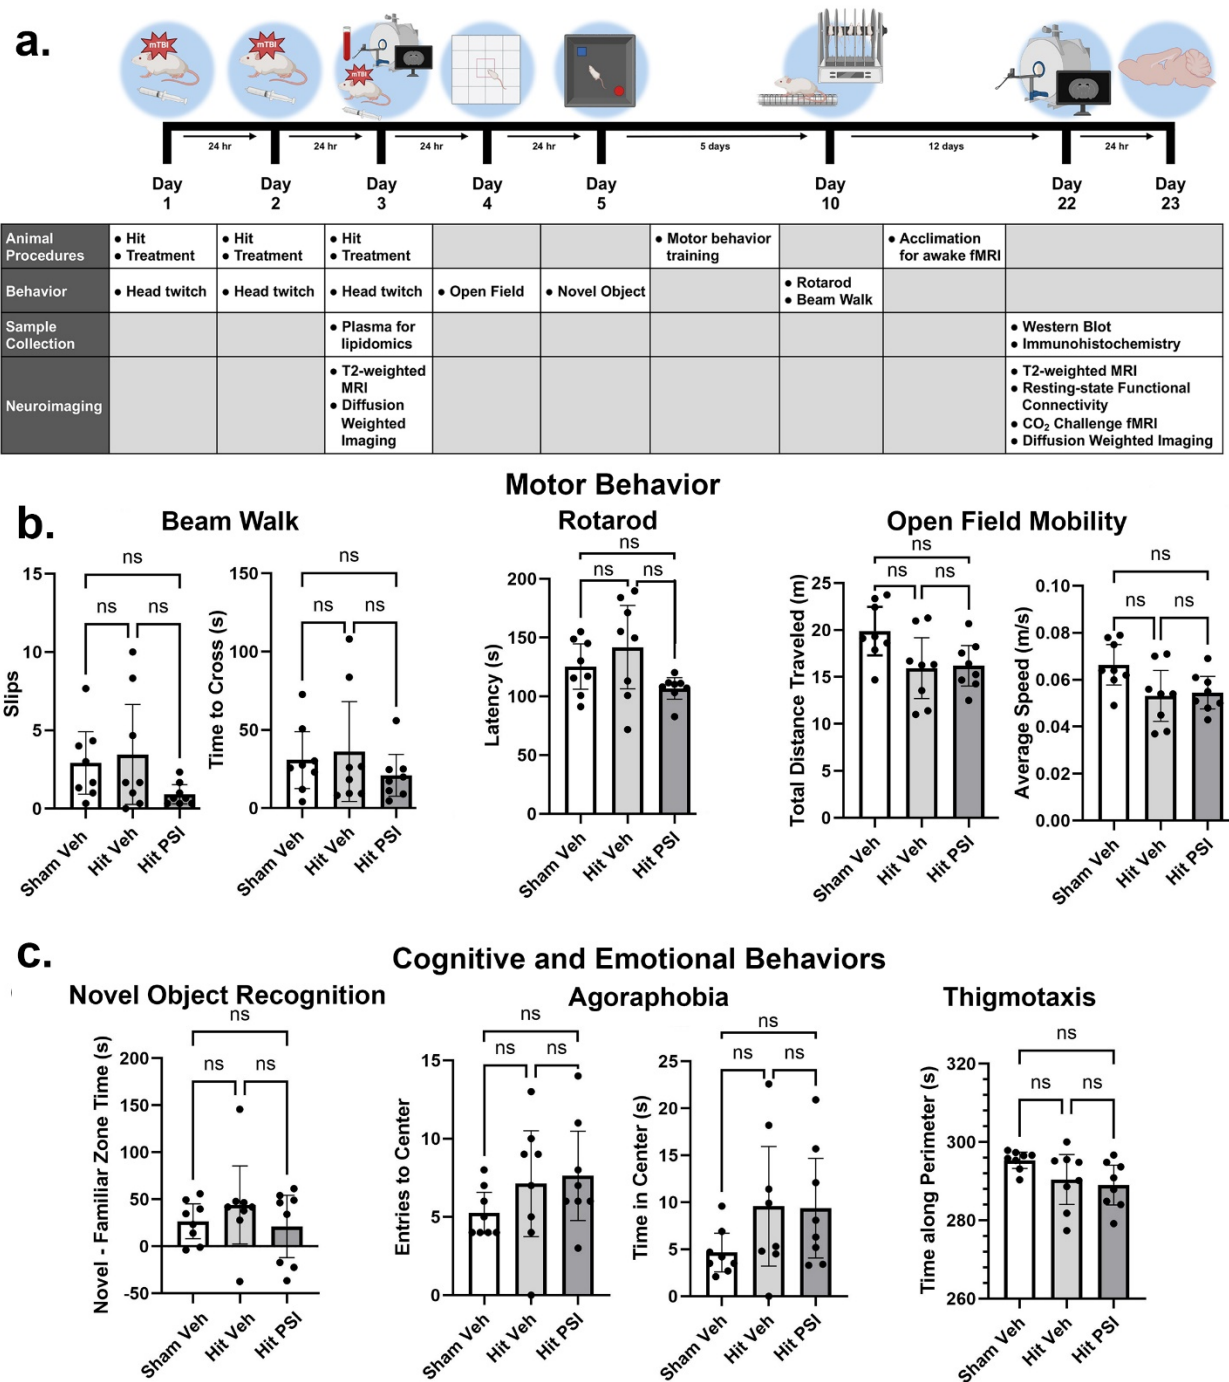 a.
mTBI
mTBI
mTBI
24 hr
24 hr
24 hr
24 hr
5 days
12 days
24 hr
Day 1
Day 2
Day 3
Day 4
Day 5
Day 10
Day 22
Day 23
Animal Procedures
• Hit
• Treatment
• Hit
• Treatment
• Hit
• Treatment
• Motor behavior training
• Acclimation for awake fMRI
Behavior
• Head twitch
• Head twitch
• Head twitch
• Open Field
• Novel Object
• Rotarod
• Beam Walk
Sample Collection
• Plasma for lipidomics
• Western Blot
• Immunohistochemistry
Neuroimaging
• T2-weighted MRI
• Diffusion Weighted Imaging
• T2-weighted MRI
• Resting-state Functional Connectivity
• CO₂ Challenge fMRI
• Diffusion Weighted Imaging
Motor Behavior
b.
Beam Walk
Rotarod
Open Field Mobility
Slips
15
10
5
0
ns
ns
ns
Sham Veh
Hit Veh
Hit PSI
Time to Cross (s)
150
100
50
0
ns
ns
ns
Sham Veh
Hit Veh
Hit PSI
Latency (s)
200
150
100
50
0
ns
ns
ns
Sham Veh
Hit Veh
Hit PSI
Total Distance Traveled (m)
25
20
15
10
5
0
ns
ns
ns
Sham Veh
Hit Veh
Hit PSI
Average Speed (m/s)
0.10
0.08
0.06
0.04
0.02
0.00
ns
ns
ns
Sham Veh
Hit Veh
Hit PSI
c.
Cognitive and Emotional Behaviors
Novel Object Recognition
Agoraphobia
Thigmotaxis
Novel - Familiar Zone Time (s)
200
150
100
50
0
-50
ns
ns
ns
Sham Veh
Hit Veh
Hit PSI
Entries to Center
15
10
5
0
ns
ns
ns
Sham Veh
Hit Veh
Hit PSI
Time in Center (s)
25
20
15
10
5
0
ns
ns
ns
Sham Veh
Hit Veh
Hit PSI
Time along Perimeter (s)
320
300
280
260
ns
ns
ns
Sham Veh
Hit Veh
Hit PSI